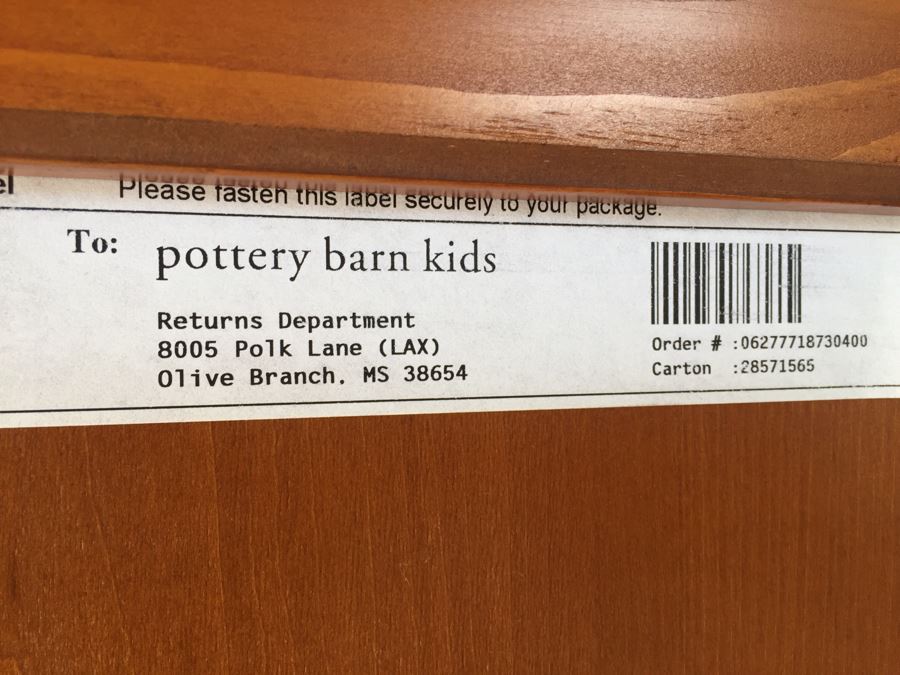 el
Please fasten this label securely to your package.
To: pottery barn kids
Returns Department
8005 Polk Lane (LAX)
Olive Branch. MS 38654
Order # :06277718730400
Carton :28571565